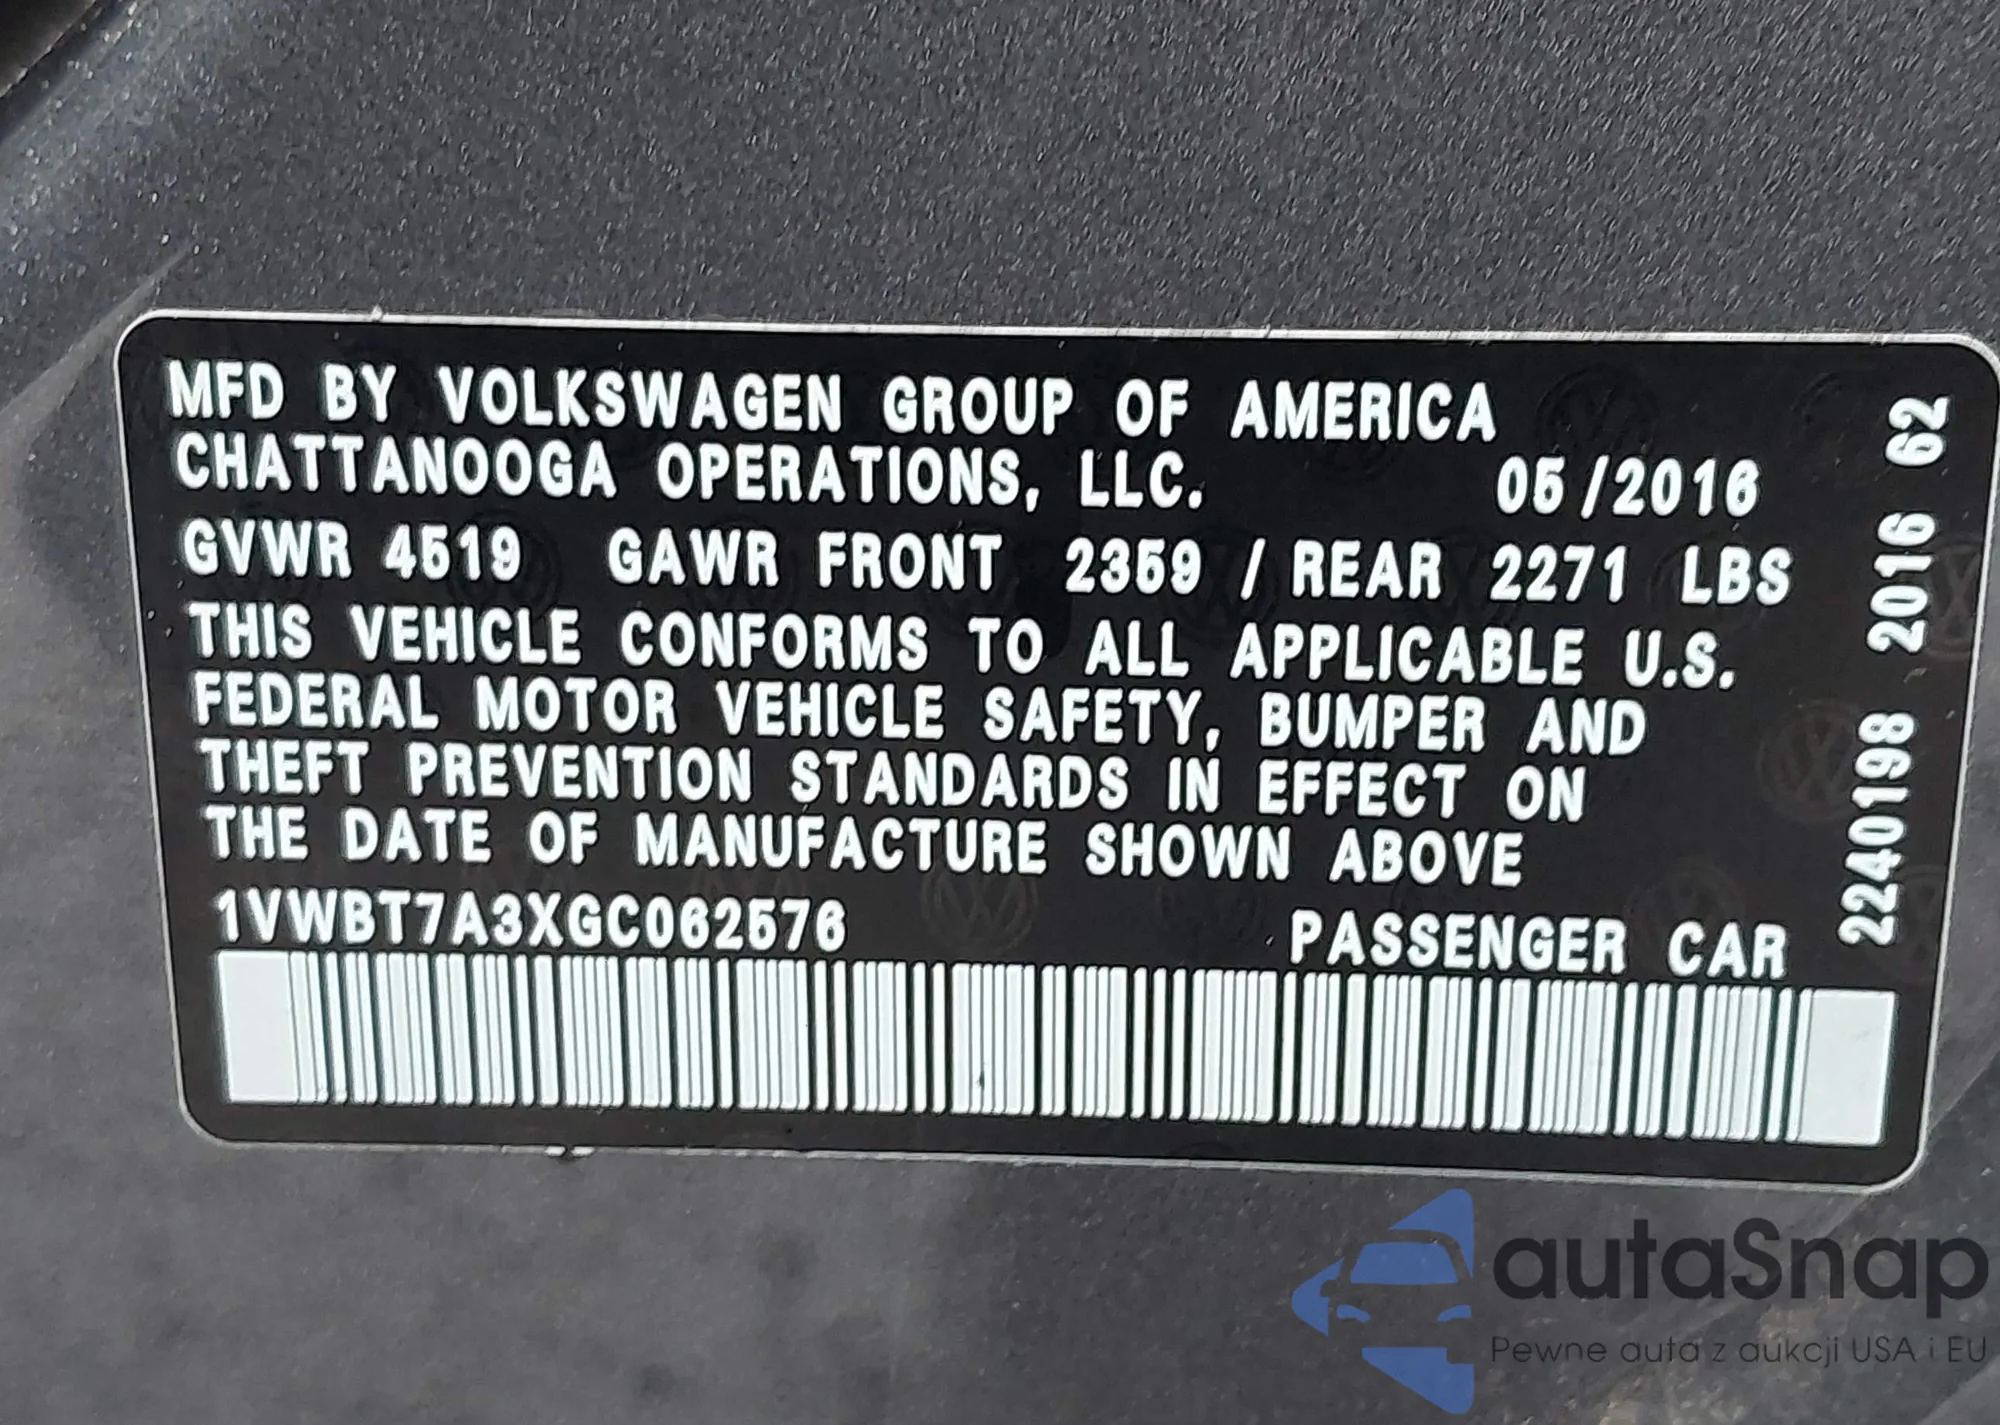 MFD BY VOLKSWAGEN GROUP OF AMERICA
CHATTANOOGA OPERATIONS, LLC. 05/2016
GVWR 4519 GAWR FRONT 2359 / REAR 2271 LBS
THIS VEHICLE CONFORMS TO ALL APPLICABLE U.S.
FEDERAL MOTOR VEHICLE SAFETY, BUMPER AND
THEFT PREVENTION STANDARDS IN EFFECT ON
THE DATE OF MANUFACTURE SHOWN ABOVE
1VWBT7A3XGC062576 PASSENGER CAR
2240198 2016 62
autaSnap
Pewne auta z aukcji USA i EU